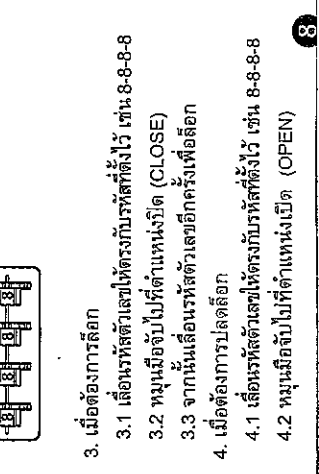 8 8 8 8
3. เมื่อต้องการล็อก
3.1 เลื่อนรหัสตัวเลขให้ตรงกับรหัสที่ตั้งไว้ เช่น 8-8-8-8
3.2 หมุนมือจับไปที่ตำแหน่งปิด (CLOSE)
3.3 จากนั้นเลื่อนรหัสตัวเลขอีกครั้งเพื่อล็อก
4. เมื่อต้องการปลดล็อก
4.1 เลื่อนรหัสตัวเลขให้ตรงกับรหัสที่ตั้งไว้ เช่น 8-8-8-8
4.2 หมุนมือจับไปที่ตำแหน่งเปิด (OPEN)
8